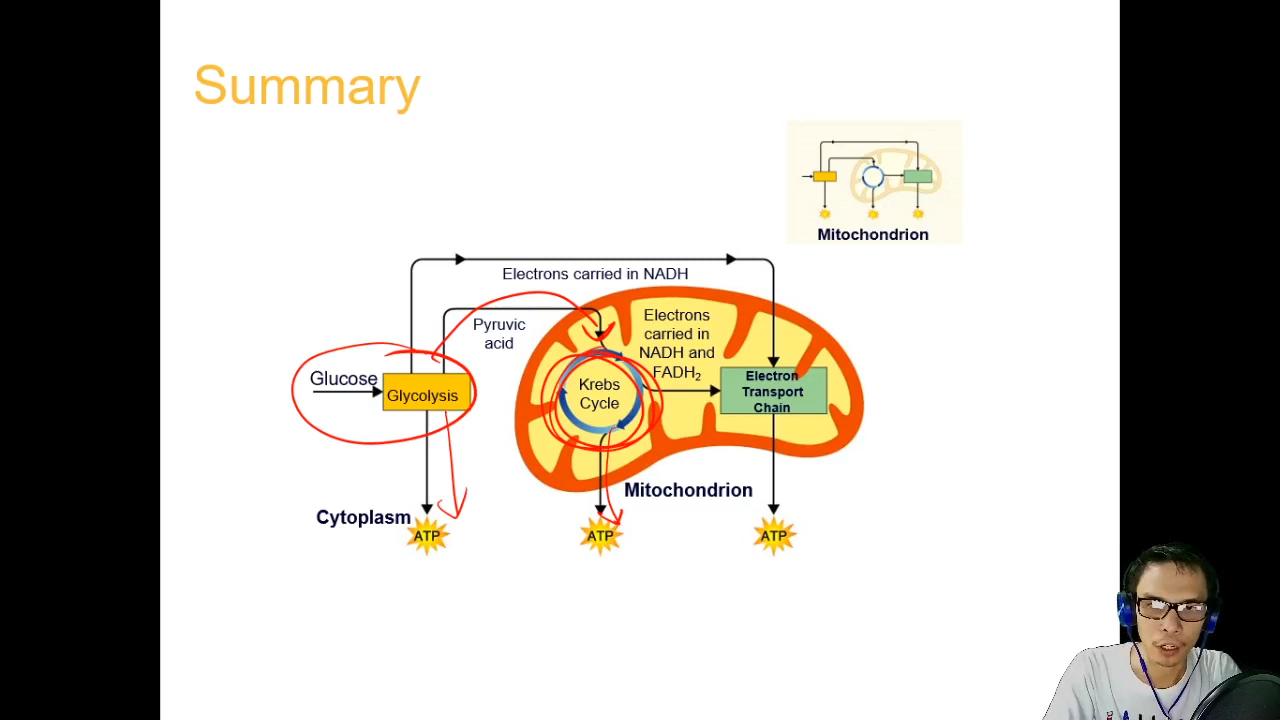 Summary
Mitochondrion
Electrons carried in NADH
Pyruvic
acid
Electrons
carried in
NADH and
FADH₂
Glucose
Glycolysis
Krebs
Cycle
Electron
Transport
Chain
Mitochondrion
Cytoplasm
ATP
ATP
ATP